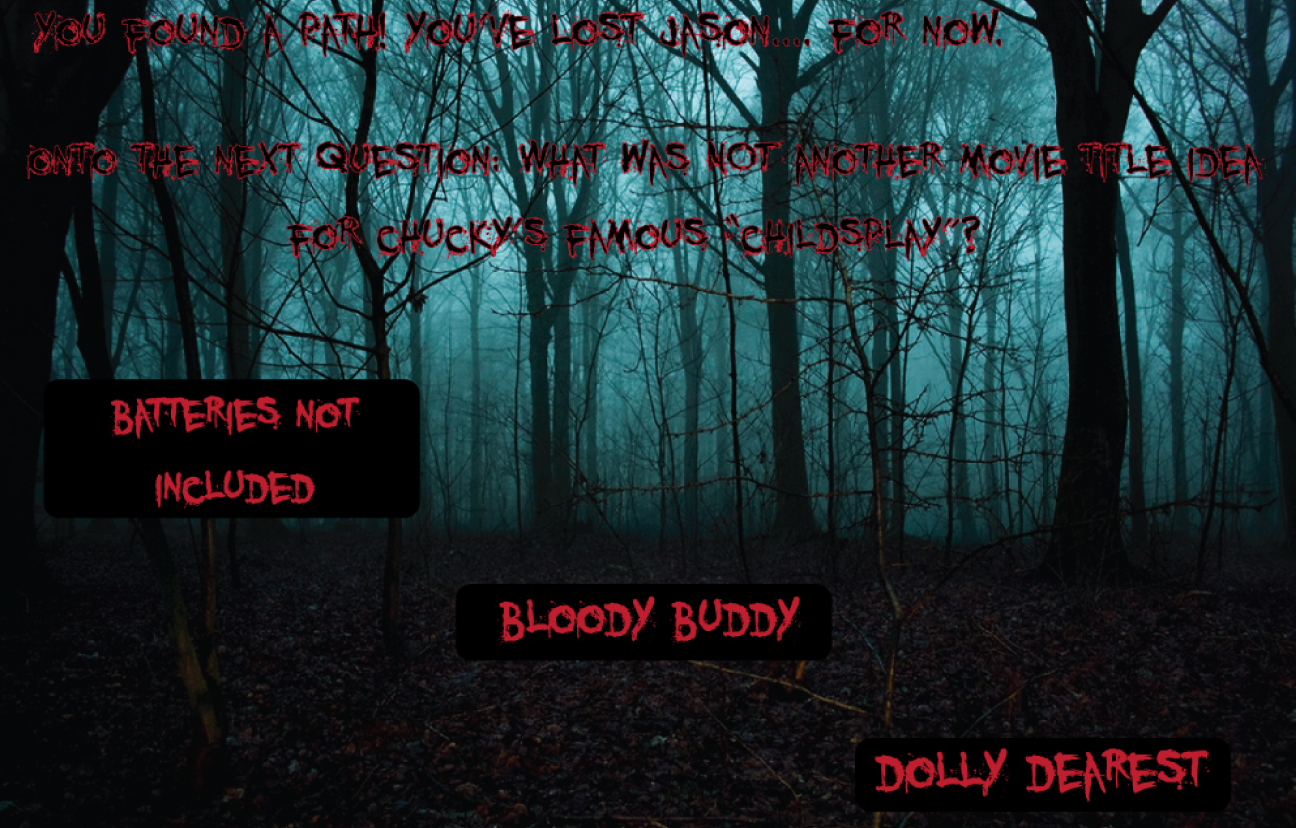 YOU FOUND A PATH! YOU'VE LOST JASON.... FOR NOW.
ONTO THE NEXT QUESTION: WHAT WAS NOT ANOTHER MOVIE TITLE IDEA
FOR CHUCKY'S FAMOUS "CHILDSPLAY"?
BATTERIES NOT
INCLUDED
BLOODY BUDDY
DOLLY DEAREST